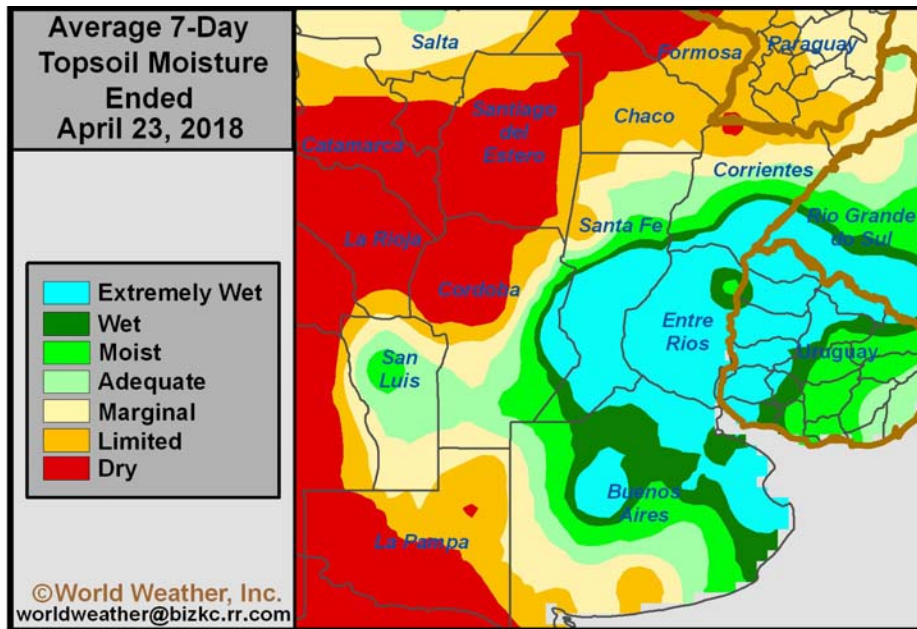 Average 7-Day
Topsoil Moisture
Ended
April 23, 2018
Extremely Wet
Wet
Moist
Adequate
Marginal
Limited
Dry
©World Weather, Inc.
worldweather@bizkc.rr.com
Salta
Formosa
Paraguay
Santiago
del
Estero
Chaco
Catamarca
Corrientes
La Rioja
Santa Fe
Rio Grande
do Sul
Cordoba
Entre
Rios
San
Luis
Uruguay
Buenos
Aires
La Pampa